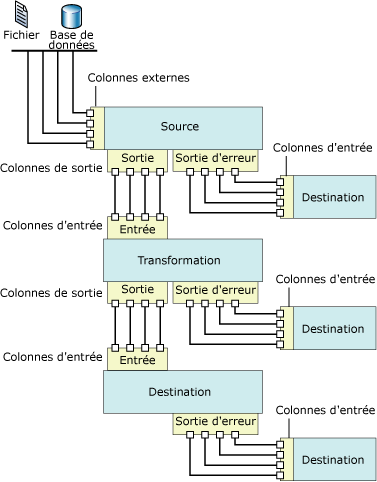 Fichier
Base de
données
Colonnes externes
Source
Sortie
Sortie d'erreur
Colonnes de sortie
Colonnes d'entrée
Destination
Colonnes d'entrée
Entrée
Transformation
Sortie
Sortie d'erreur
Colonnes de sortie
Colonnes d'entrée
Destination
Colonnes d'entrée
Entrée
Destination
Sortie d'erreur
Colonnes d'entrée
Destination